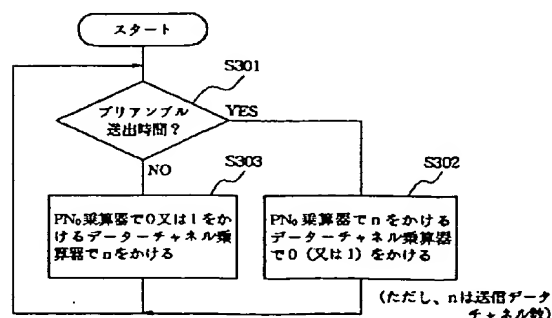 スタート
S301
プリアンブル
送出時間?
YES
NO
S303
PN₀乗算器で0又は1をか
けるデーターチャネル乗
算器でnをかける
S302
PN₀乗算器でnをかける
データーチャネル乗算器
で0(又は1)をかける
(ただし、nは送信データ
チャネル数)